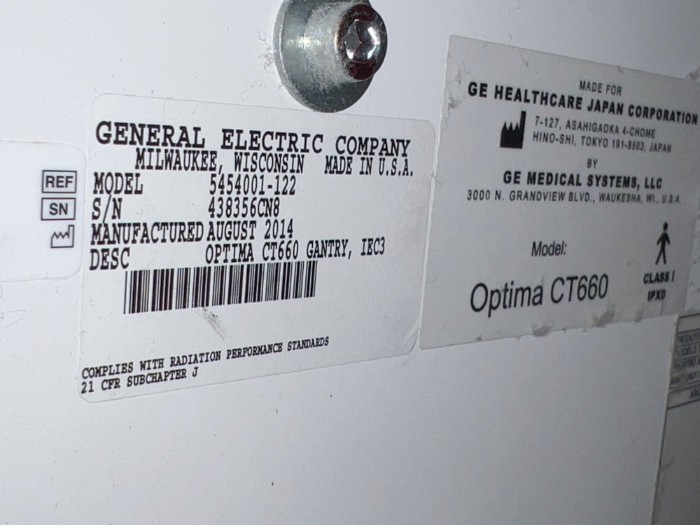 REF
SN
GENERAL ELECTRIC COMPANY
MILWAUKEE, WISCONSIN MADE IN U.S.A.
MODEL 5454001-122
S/N 438356CN8
MANUFACTURED AUGUST 2014
DESC OPTIMA CT660 GANTRY, IEC3
COMPLIES WITH RADIATION PERFORMANCE STANDARDS
21 CFR SUBCHAPTER J
MADE FOR
GE HEALTHCARE JAPAN CORPORATION
7-127, ASAHIGAOKA 4-CHOME
HINO-SHI, TOKYO 191-8503, JAPAN
BY
GE MEDICAL SYSTEMS, LLC
3000 N. GRANDVIEW BLVD., WAUKESHA, WI., U.S.A.
Model:
Optima CT660
CLASS I
IPX0